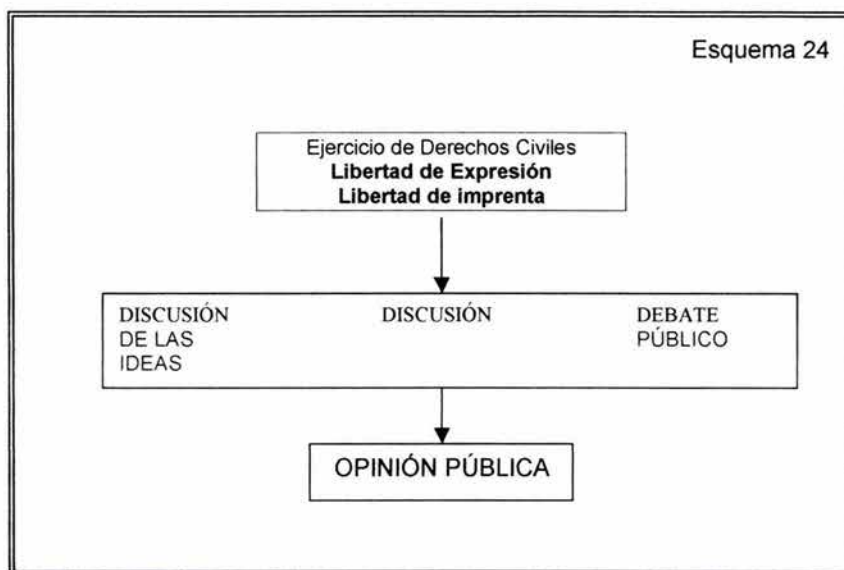 Esquema 24
Ejercicio de Derechos Civiles
Libertad de Expresión
Libertad de imprenta
DISCUSIÓN
DE LAS
IDEAS
DISCUSIÓN
DEBATE
PÚBLICO
OPINIÓN PÚBLICA